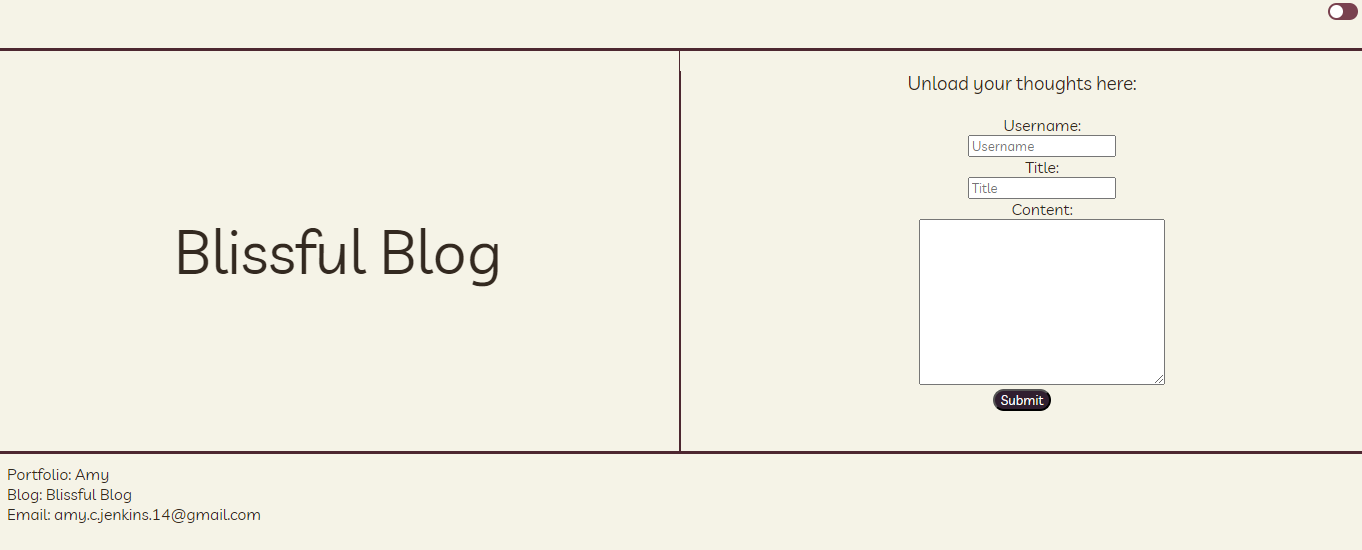 Blissful Blog
Unload your thoughts here:
Username:
Username
Title:
Title
Content:
Submit
Portfolio: Amy
Blog: Blissful Blog
Email: amy.c.jenkins.14@gmail.com